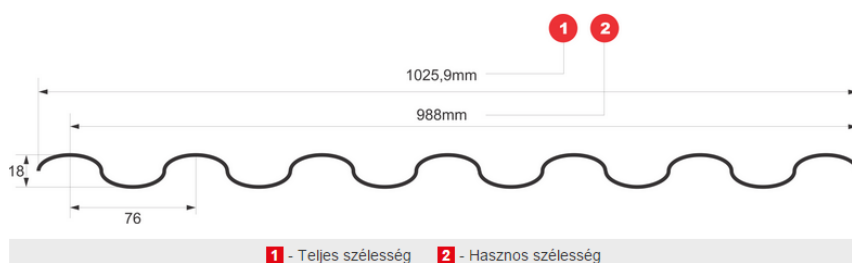 1 2
1025,9mm
988mm
18
76
1 - Teljes szélesség 2 - Hasznos szélesség